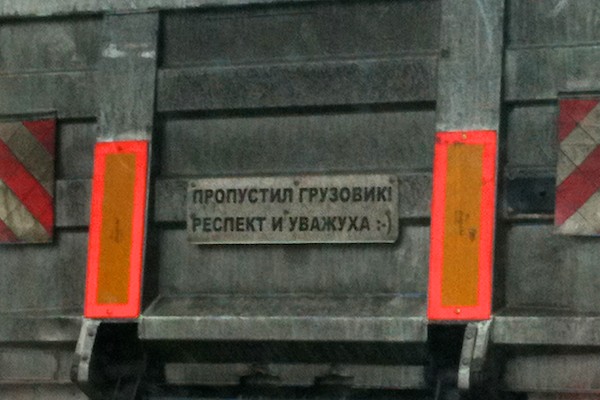 ПРОПУСТИЛ ГРУЗОВИК!
РЕСПЕКТ И УВАЖУХА :-)